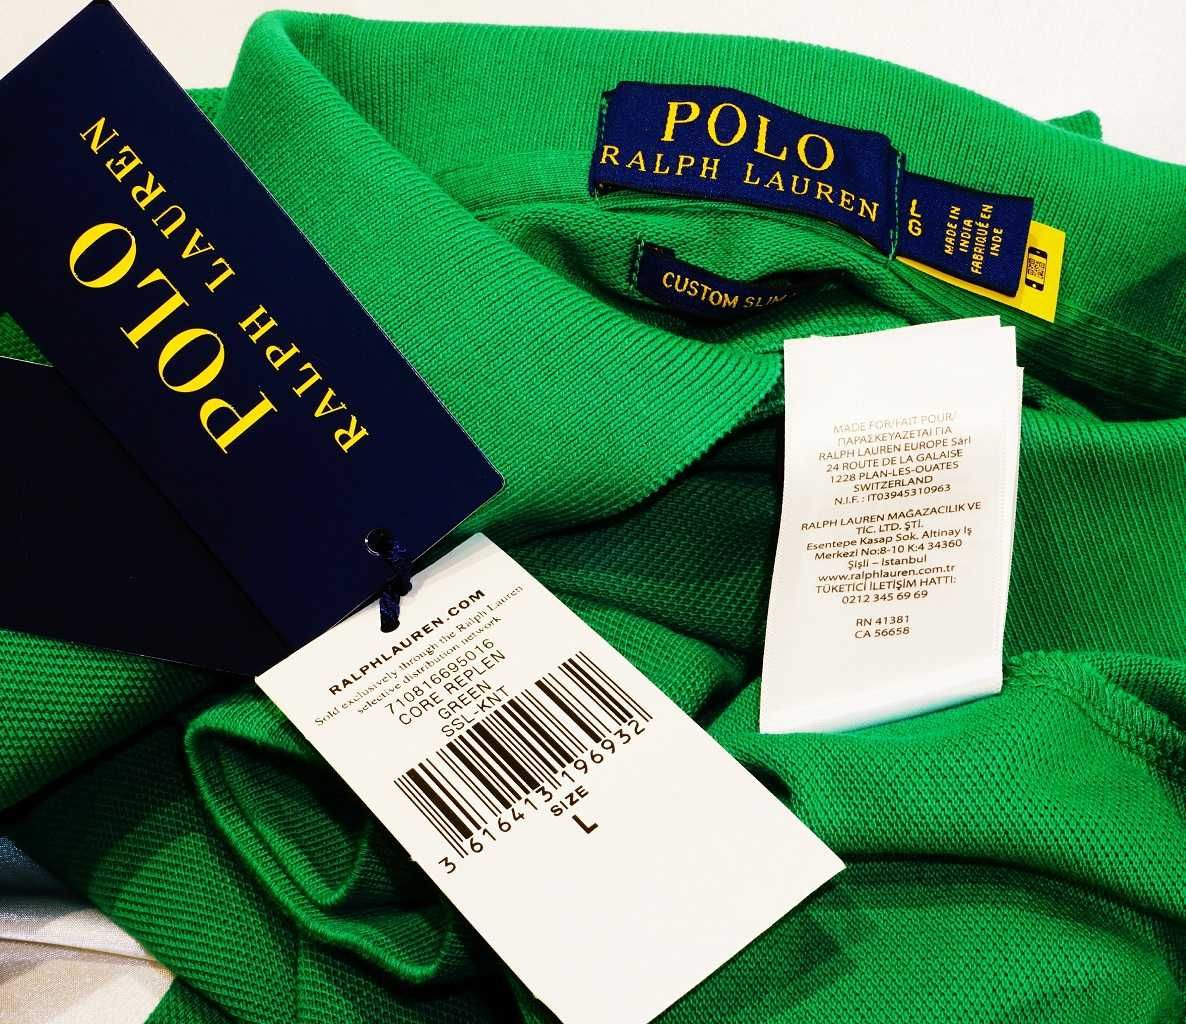 POLO
RALPH LAUREN
POLO
RALPH LAUREN
L
G
MADE IN
INDIA
FABRIQUÉ EN
INDE
CUSTOM SLIM
MADE FOR/FAIT POUR/
ΠΑΡΑΣΚΕΥΑΖΕΤΑΙ ΓΙΑ
RALPH LAUREN EUROPE Sàrl
24 ROUTE DE LA GALAISE
1228 PLAN-LES-OUATES
SWITZERLAND
N.I.F. : IT03945310963
RALPH LAUREN MAĞAZACILIK VE
TİC. LTD. ŞTİ.
Esentepe Kasap Sok. Altinay Iş
Merkezi No:8-10 K:4 34360
Şişli – Istanbul
www.ralphlauren.com.tr
TÜKETİCİ İLETİŞİM HATTI:
0212 345 69 69
RN 41381
CA 56658
RALPHLAUREN.COM
Sold exclusively through the Ralph Lauren
selective distribution network
710816695016
CORE REPLEN
GREEN
SSL-KNT
3 616413 196932
SIZE
L